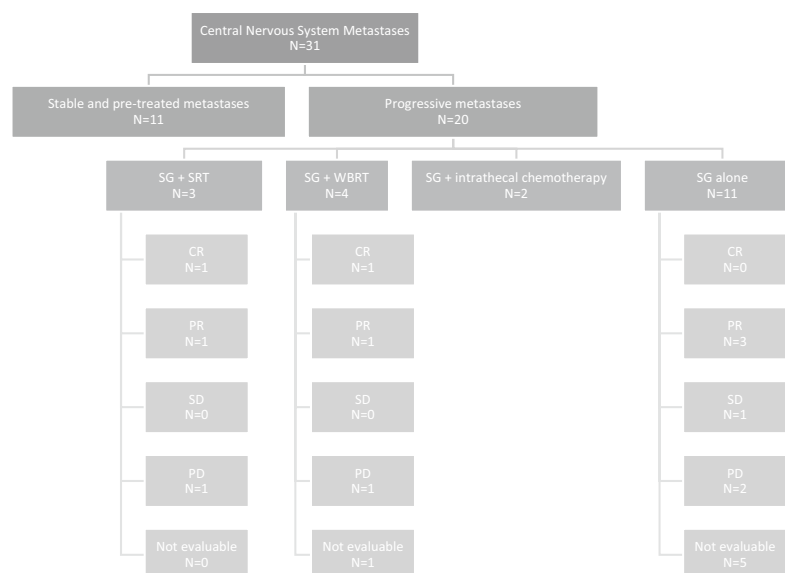 Central Nervous System Metastases
N=31
Stable and pre-treated metastases
N=11
Progressive metastases
N=20
SG + SRT
N=3
SG + WBRT
N=4
SG + intrathecal chemotherapy
N=2
SG alone
N=11
CR
N=1
PR
N=1
SD
N=0
PD
N=1
Not evaluable
N=0
CR
N=1
PR
N=1
SD
N=0
PD
N=1
Not evaluable
N=1
CR
N=0
PR
N=3
SD
N=1
PD
N=2
Not evaluable
N=5